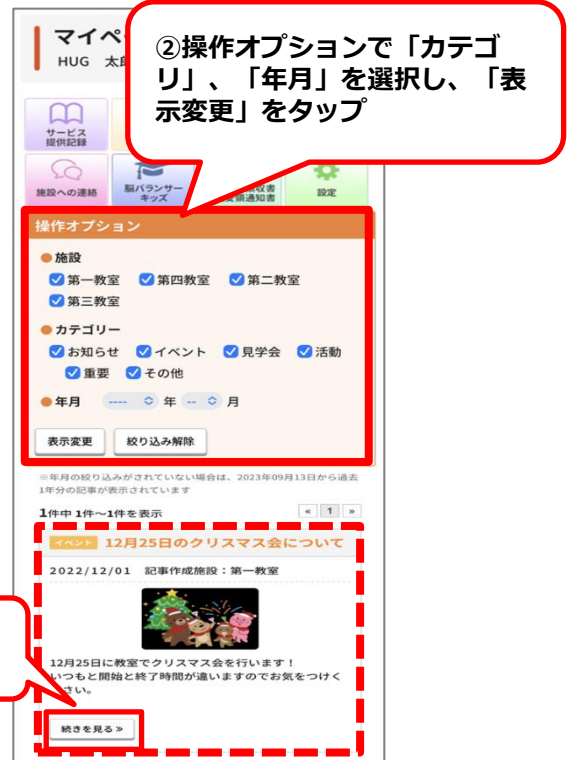 マイペ
HUG 太郎
②操作オプションで「カテゴ
リ」、「年月」を選択し、「表
示変更」をタップ
サービス
提供記録
施設への連絡
脳バランサー
キッズ
収書
領通知書
設定
操作オプション
施設
第一教室 第四教室 第二教室
第三教室
カテゴリー
お知らせ イベント 見学会 活動
重要 その他
年月 ---- 年 -- 月
表示変更 絞り込み解除
※年月の絞り込みがされていない場合は、2023年09月13日から過去
1年分の記事が表示されています
1件中 1件〜1件を表示 « 1 »
イベント 12月25日のクリスマス会について
2022/12/01 記事作成施設：第一教室
12月25日に教室でクリスマス会を行います！
いつもと開始と終了時間が違いますのでお気をつけく
さい。
続きを見る»